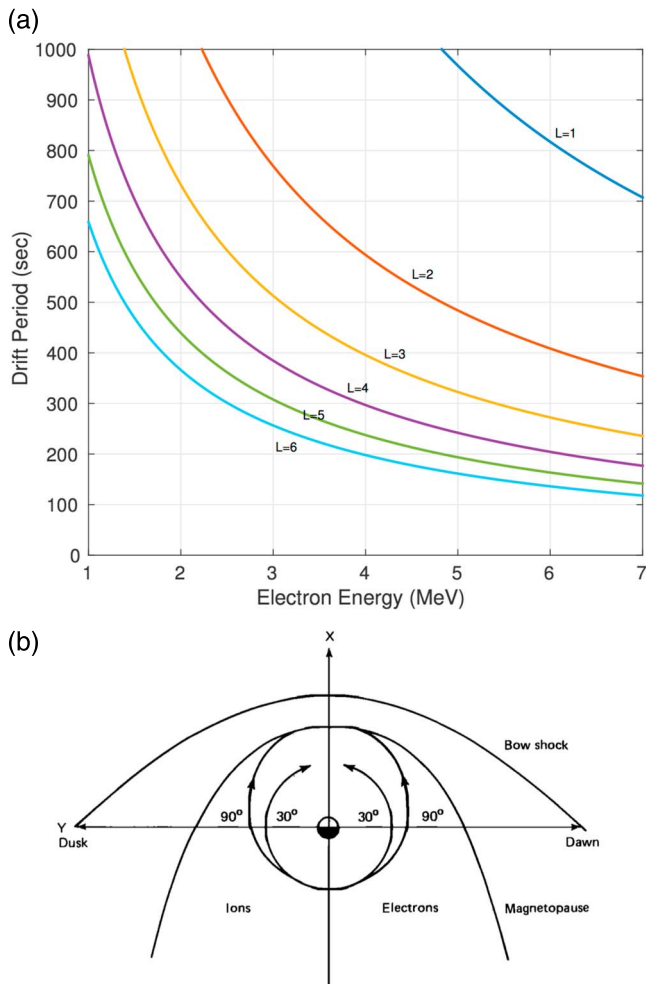 (a)
1000
900
800
700
600
500
400
300
200
100
0
Drift Period (sec)
L=1
L=2
L=3
L=4
L=5
L=6
1 2 3 4 5 6 7
Electron Energy (MeV)
(b)
X
Bow shock
Y 90° 30° 30° 90°
Dusk Dawn
Ions Electrons Magnetopause